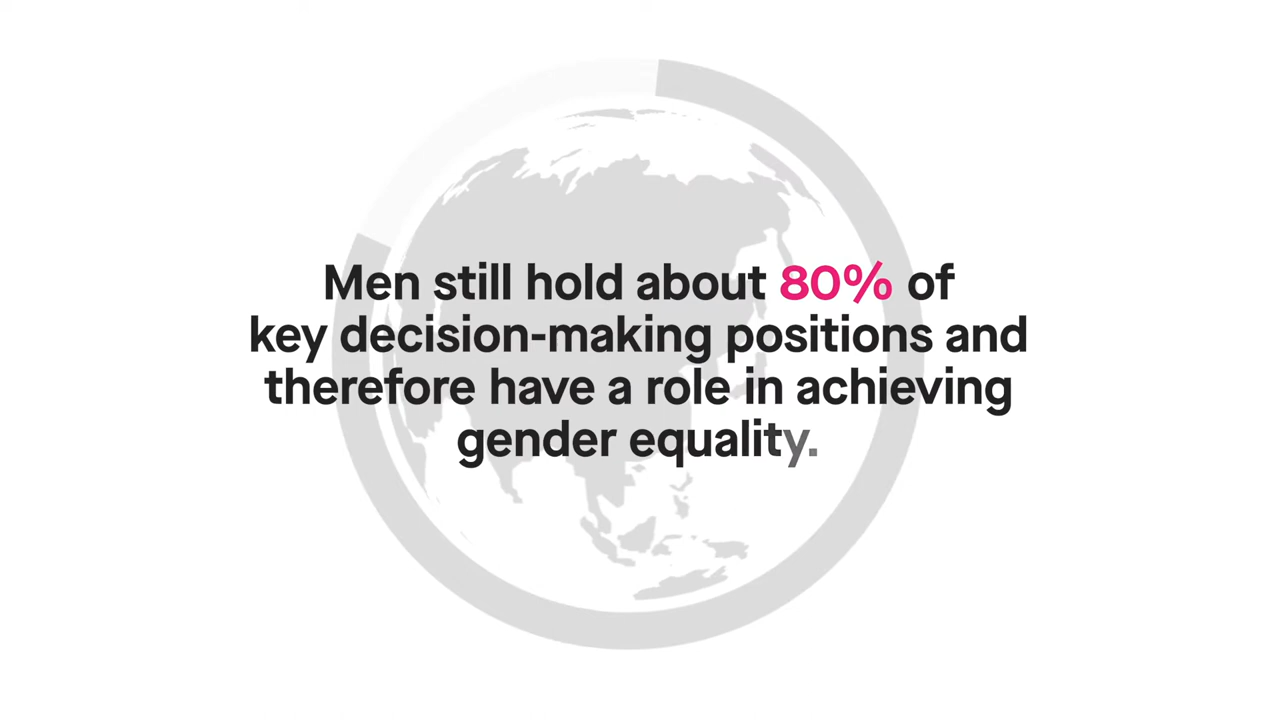 Men still hold about 80% of
key decision-making positions and
therefore have a role in achieving
gender equality.